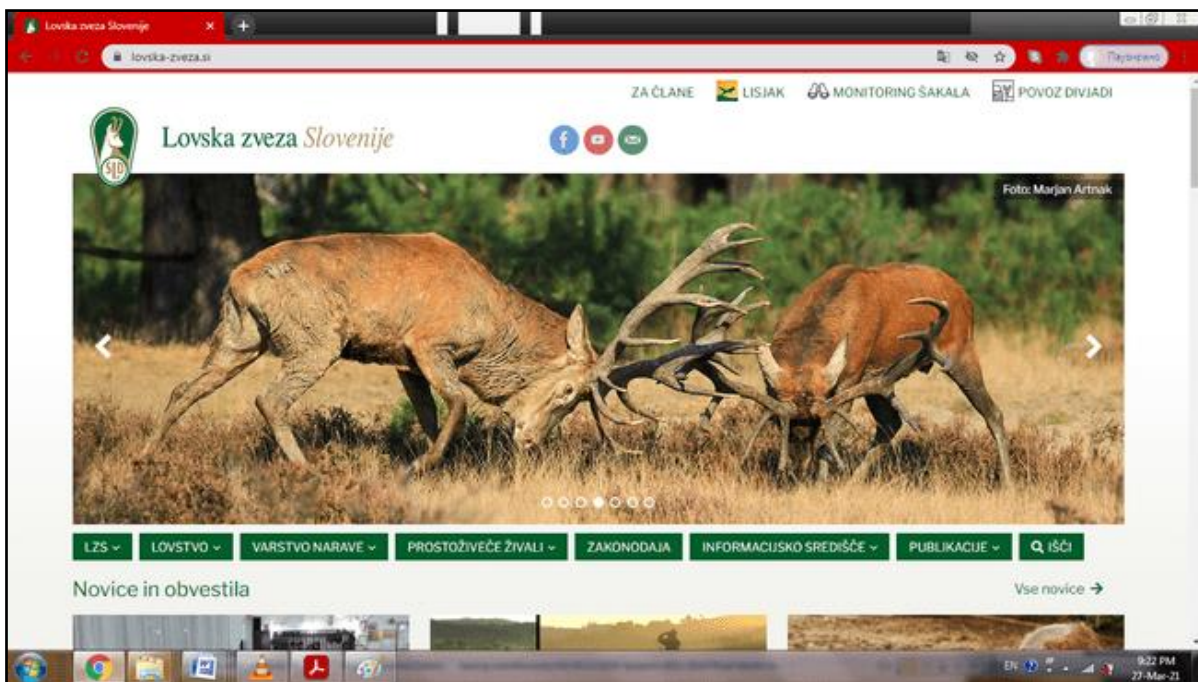 Lovska zveza Slovenije
lovska-zveza.si
Паузирано
ZA ČLANE LISJAK MONITORING ŠAKALA POVOZ DIVJADI
SLD
Lovska zveza Slovenije
Foto: Marjan Artnak
LZS LOVSTVO VARSTVO NARAVE PROSTOŽIVEČE ŽIVALI ZAKONODAJA INFORMACIJSKO SREDIŠČE PUBLIKACIJE IŠČI
Novice in obvestila
Vse novice
EN
9:22 PM
27-Mar-21